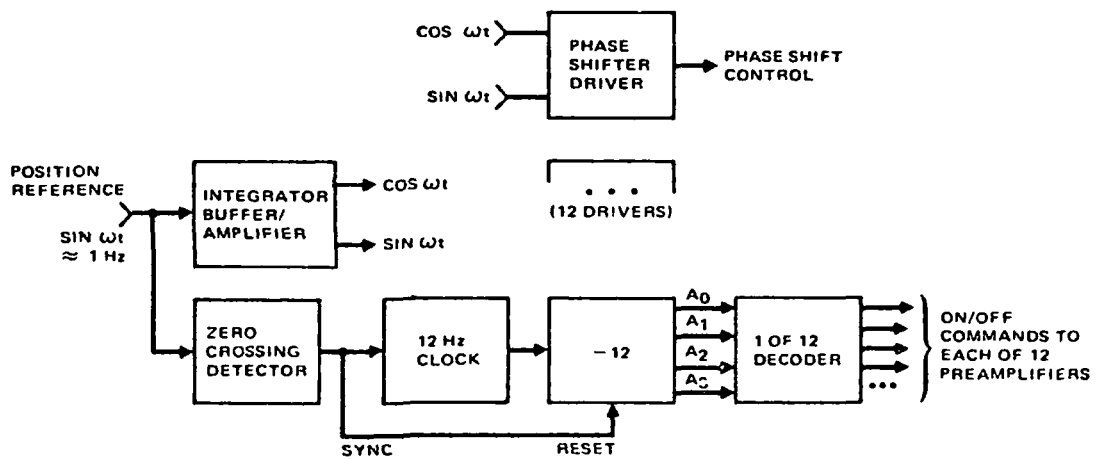 COS ωt
SIN ωt
PHASE
SHIFTER
DRIVER
PHASE SHIFT
CONTROL
• • •
(12 DRIVERS)
POSITION
REFERENCE
SIN ωt
≈ 1 Hz
INTEGRATOR
BUFFER/
AMPLIFIER
COS ωt
SIN ωt
ZERO
CROSSING
DETECTOR
12 Hz
CLOCK
−12
A0
A1
A2
1 OF 12
DECODER
•••
ON/OFF
COMMANDS TO
EACH OF 12
PREAMPLIFIERS
SYNC
RESET